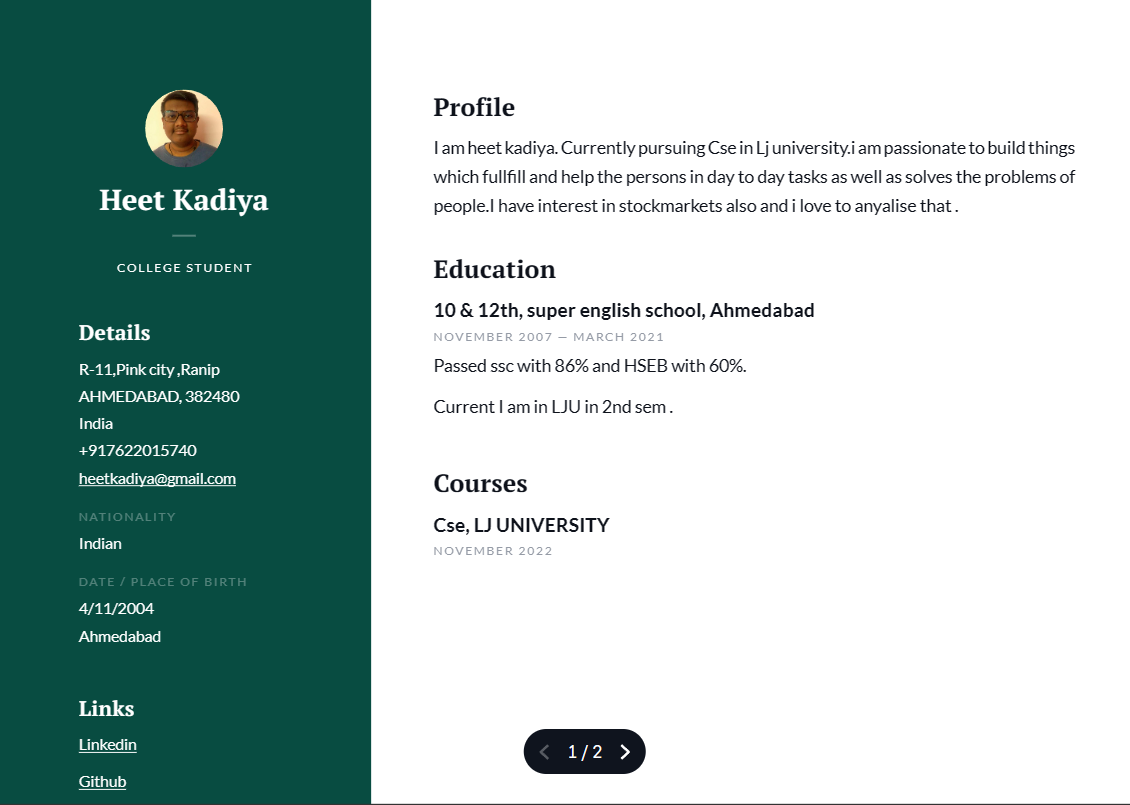 Heet Kadiya
COLLEGE STUDENT
Details
R-11,Pink city ,Ranip
AHMEDABAD, 382480
India
+917622015740
heetkadiya@gmail.com
NATIONALITY
Indian
DATE / PLACE OF BIRTH
4/11/2004
Ahmedabad
Links
Linkedin
Github
Profile
I am heet kadiya. Currently pursuing Cse in Lj university.i am passionate to build things
which fullfill and help the persons in day to day tasks as well as solves the problems of
people.I have interest in stockmarkets also and i love to anyalise that .
Education
10 & 12th, super english school, Ahmedabad
NOVEMBER 2007 — MARCH 2021
Passed ssc with 86% and HSEB with 60%.
Current I am in LJU in 2nd sem .
Courses
Cse, LJ UNIVERSITY
NOVEMBER 2022
1 / 2